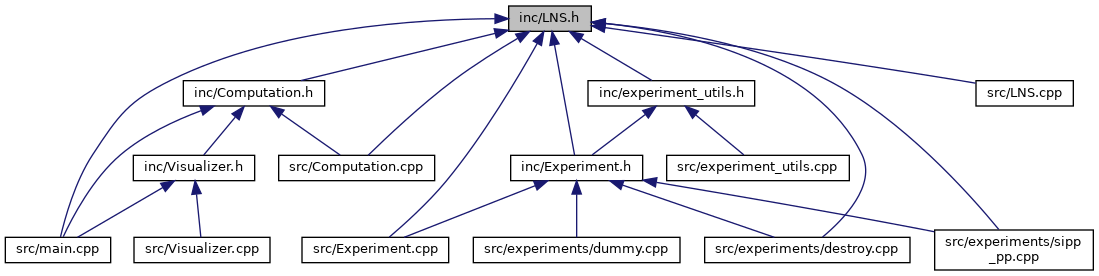 inc/LNS.h
inc/Computation.h
inc/experiment_utils.h
src/LNS.cpp
inc/Visualizer.h
src/Computation.cpp
inc/Experiment.h
src/experiment_utils.cpp
src/main.cpp
src/Visualizer.cpp
src/Experiment.cpp
src/experiments/dummy.cpp
src/experiments/destroy.cpp
src/experiments/sipp
_pp.cpp